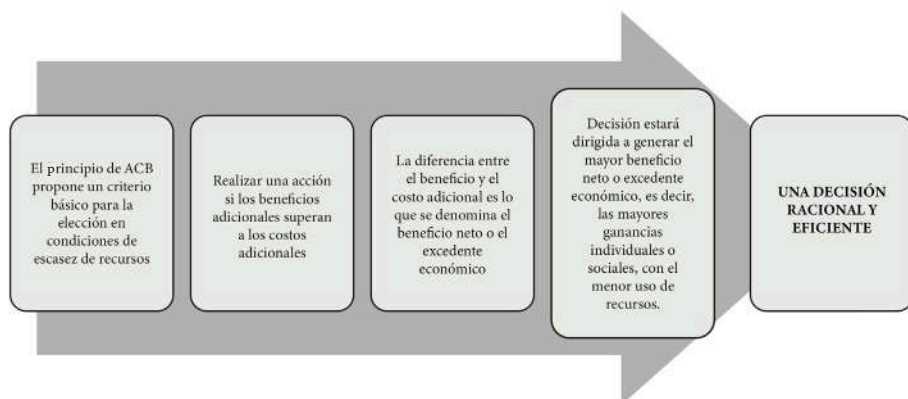 El principio de ACB
propone un criterio
básico para la
elección en
condiciones de
escasez de recursos
Realizar una acción
si los beneficios
adicionales superan
a los costos
adicionales
La diferencia entre
el beneficio y el
costo adicional es lo
que se denomina el
beneficio neto o el
excedente
económico
Decisión estará
dirigida a generar el
mayor beneficio
neto o excedente
económico, es decir,
las mayores
ganancias
individuales o
sociales, con el
menor uso de
recursos.
UNA DECISIÓN
RACIONAL Y
EFICIENTE